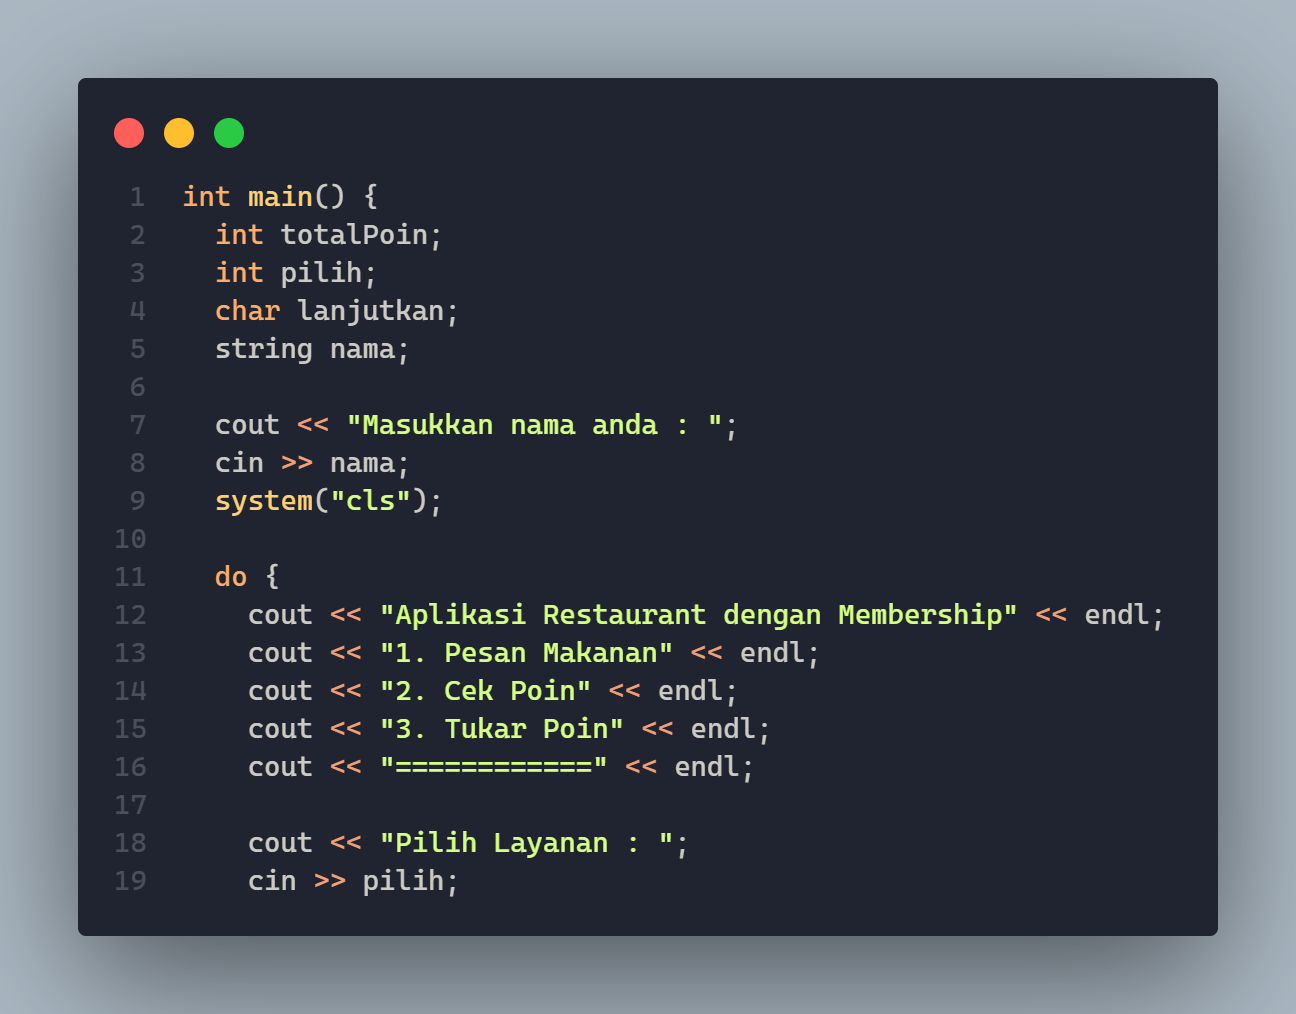 1 int main() {
2   int totalPoin;
3   int pilih;
4   char lanjutkan;
5   string nama;
6
7   cout << "Masukkan nama anda : ";
8   cin >> nama;
9   system("cls");
10
11   do {
12     cout << "Aplikasi Restaurant dengan Membership" << endl;
13     cout << "1. Pesan Makanan" << endl;
14     cout << "2. Cek Poin" << endl;
15     cout << "3. Tukar Poin" << endl;
16     cout << "============" << endl;
17
18     cout << "Pilih Layanan : ";
19     cin >> pilih;